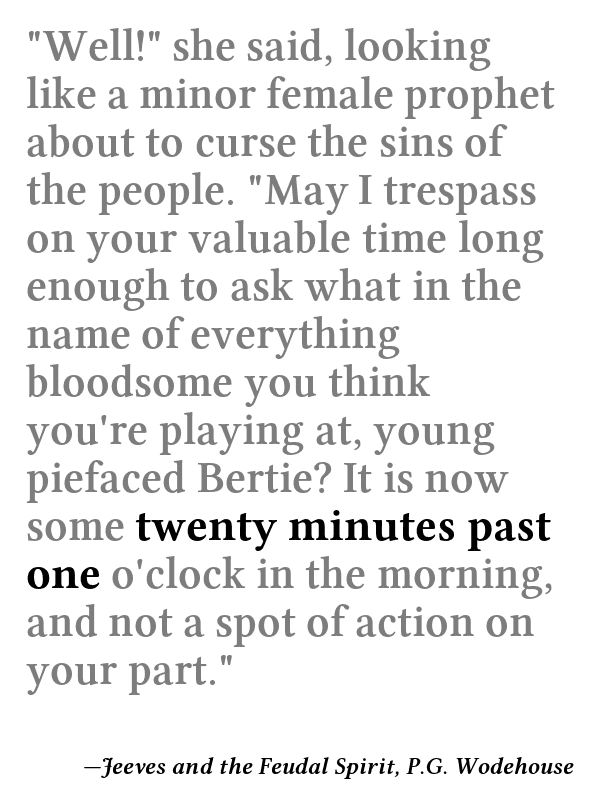 "Well!" she said, looking
like a minor female prophet
about to curse the sins of
the people. "May I trespass
on your valuable time long
enough to ask what in the
name of everything
bloodsome you think
you're playing at, young
piefaced Bertie? It is now
some twenty minutes past
one o'clock in the morning,
and not a spot of action on
your part."
—Jeeves and the Feudal Spirit, P.G. Wodehouse